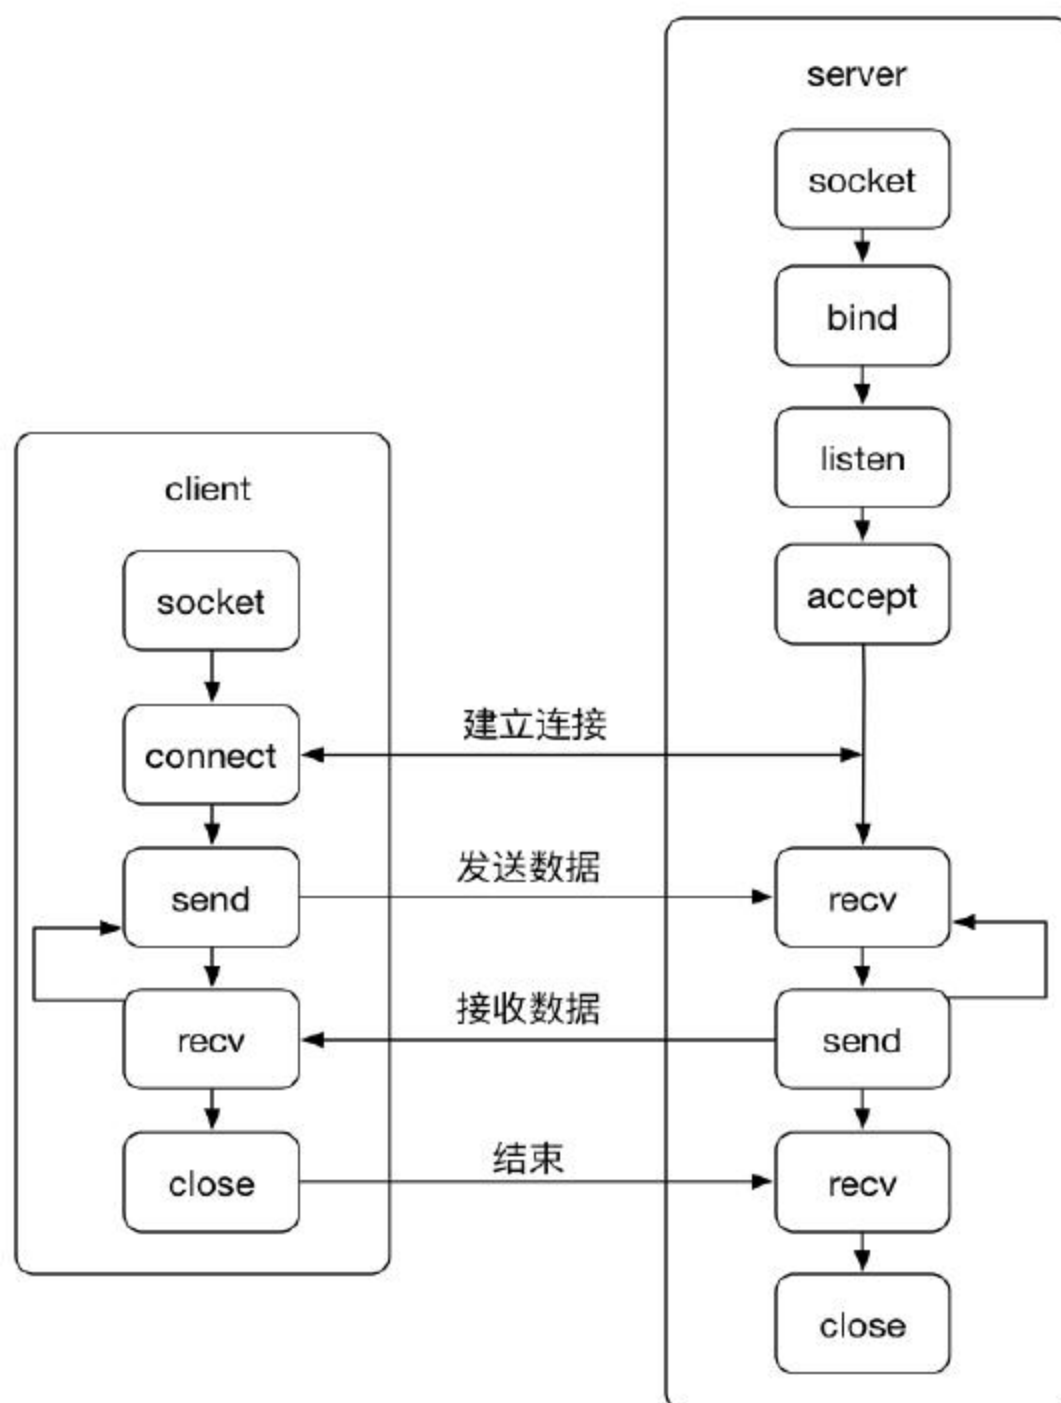 server
socket
bind
listen
accept
client
socket
connect
建立连接
send
发送数据
recv
recv
接收数据
send
close
结束
recv
close